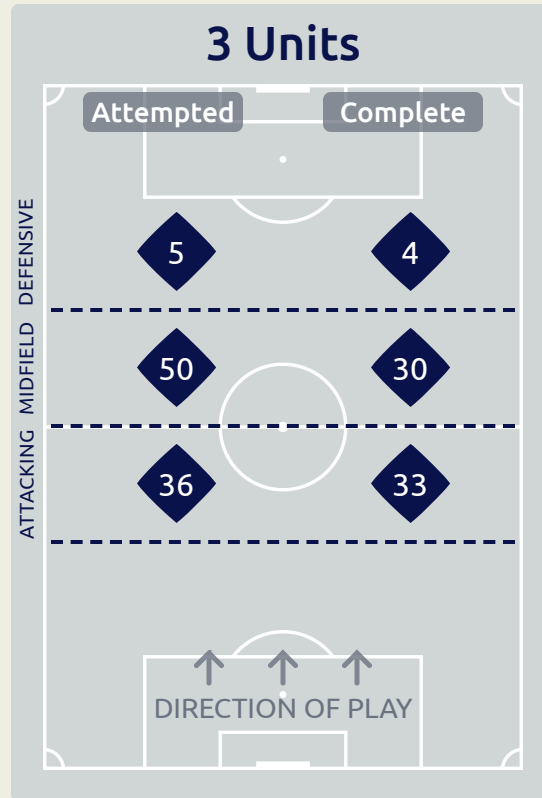 3 Units
Attempted Complete
DEFENSIVE
5 4
MIDFIELD
50 30
ATTACKING
36 33
DIRECTION OF PLAY